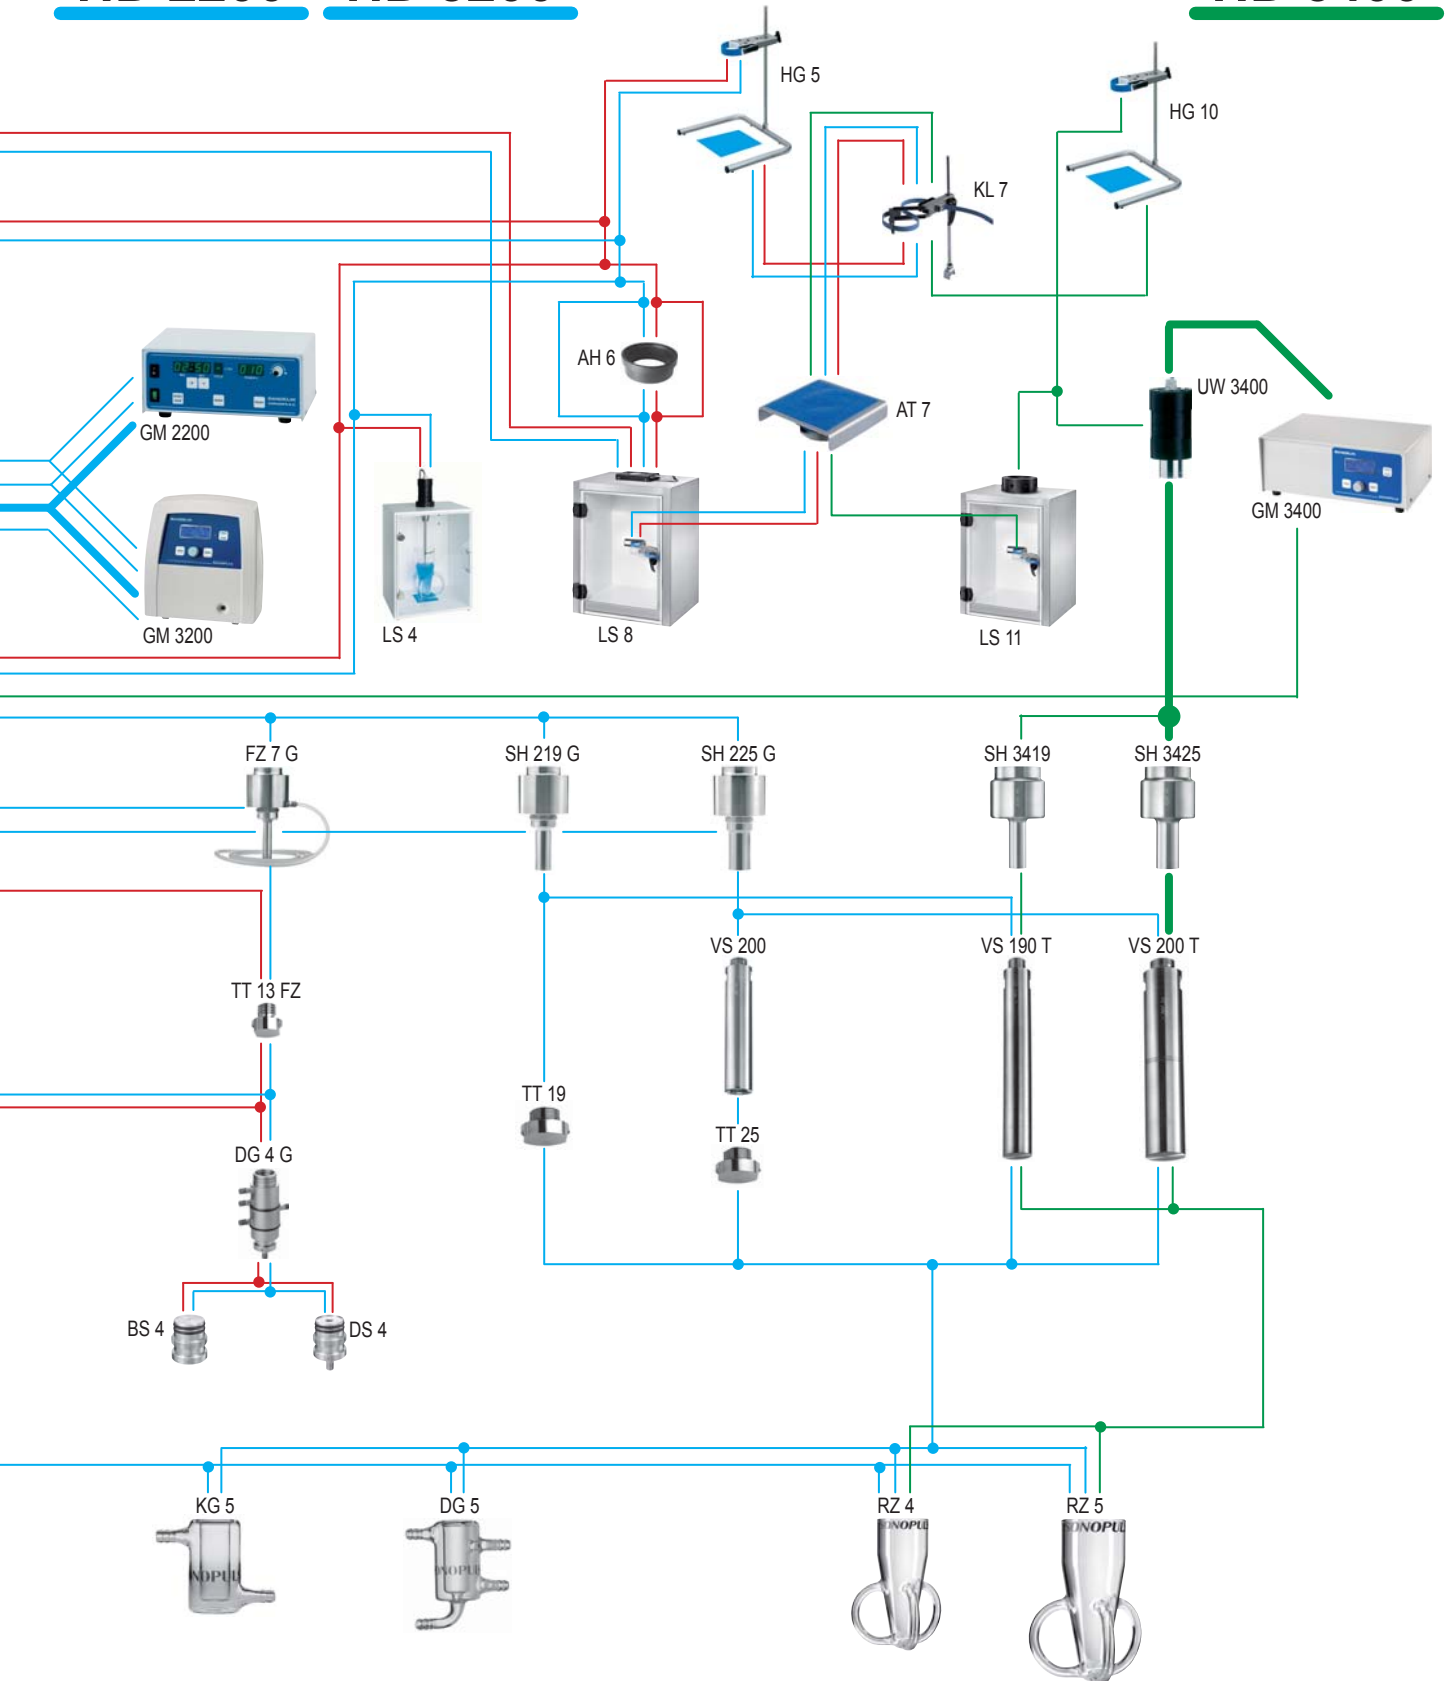 HG 5
HG 10
KL 7
AH 6
AT 7
UW 3400
GM 2200
GM 3400
GM 3200
LS 4
LS 8
LS 11
FZ 7 G
SH 219 G
SH 225 G
SH 3419
SH 3425
VS 200
VS 190 T
VS 200 T
TT 13 FZ
TT 19
TT 25
DG 4 G
BS 4
DS 4
KG 5
DG 5
RZ 4
RZ 5